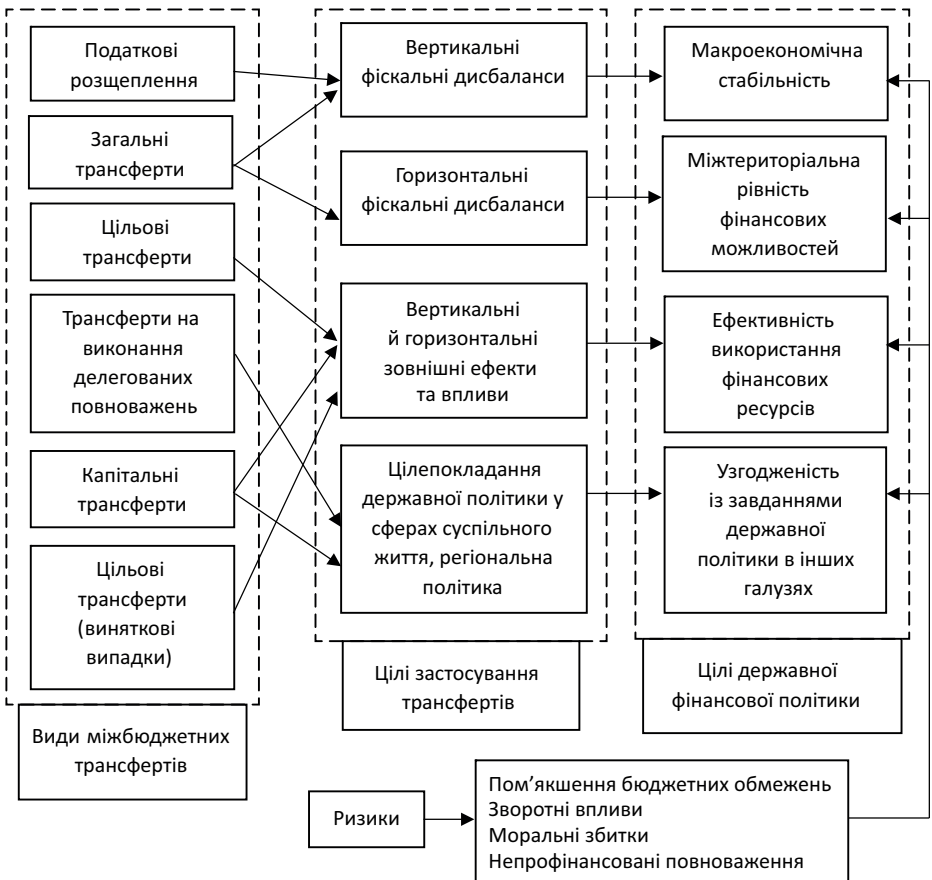 Податкові
розщеплення
Загальні
трансферти
Цільові
трансферти
Трансферти на
виконання
делегованих
повноважень
Капітальні
трансферти
Цільові
трансферти
(виняткові
випадки)
Види міжбюджетних
трансфертів
Вертикальні
фіскальні дисбаланси
Горизонтальні
фіскальні дисбаланси
Вертикальні
й горизонтальні
зовнішні ефекти
та впливи
Цілепокладання
державної політики у
сферах суспільного
життя, регіональна
політика
Цілі застосування
трансфертів
Макроекономічна
стабільність
Міжтериторіальна
рівність
фінансових
можливостей
Ефективність
використання
фінансових
ресурсів
Узгодженість
із завданнями
державної
політики в інших
галузях
Цілі державної
фінансової політики
Ризики
Пом’якшення бюджетних обмежень
Зворотні впливи
Моральні збитки
Непрофінансовані повноваження